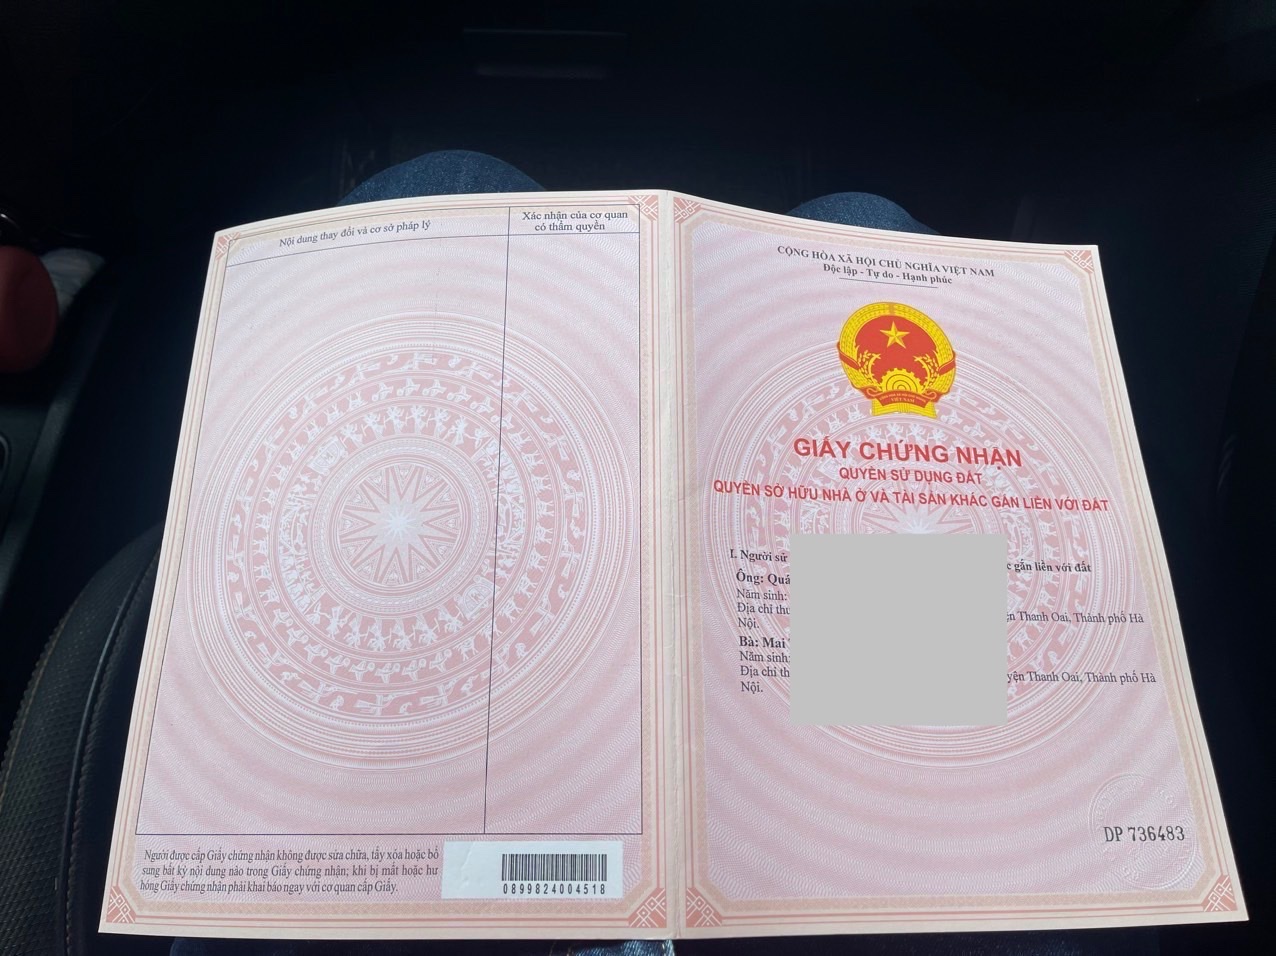 Nội dung thay đổi và cơ sở pháp lý
Xác nhận của cơ quan
có thẩm quyền
Người được cấp Giấy chứng nhận không được sửa chữa, tẩy xóa hoặc bổ
sung bất kỳ nội dung nào trong Giấy chứng nhận; khi bị mất hoặc hư
hỏng Giấy chứng nhận phải khai báo ngay với cơ quan cấp Giấy.
0899824004518
CỘNG HÒA XÃ HỘI CHỦ NGHĨA VIỆT NAM
Độc lập - Tự do - Hạnh phúc
VIỆT NAM
GIẤY CHỨNG NHẬN
QUYỀN SỬ DỤNG ĐẤT
QUYỀN SỞ HỮU NHÀ Ở VÀ TÀI SẢN KHÁC GẮN LIỀN VỚI ĐẤT
I. Người sử c gắn liền với đất
Ông: Quá
Năm sinh:
Địa chỉ thư ện Thanh Oai, Thành phố Hà
Nội.
Bà: Mai
Năm sinh:
Địa chỉ th yện Thanh Oai, Thành phố Hà
Nội.
DP 736483